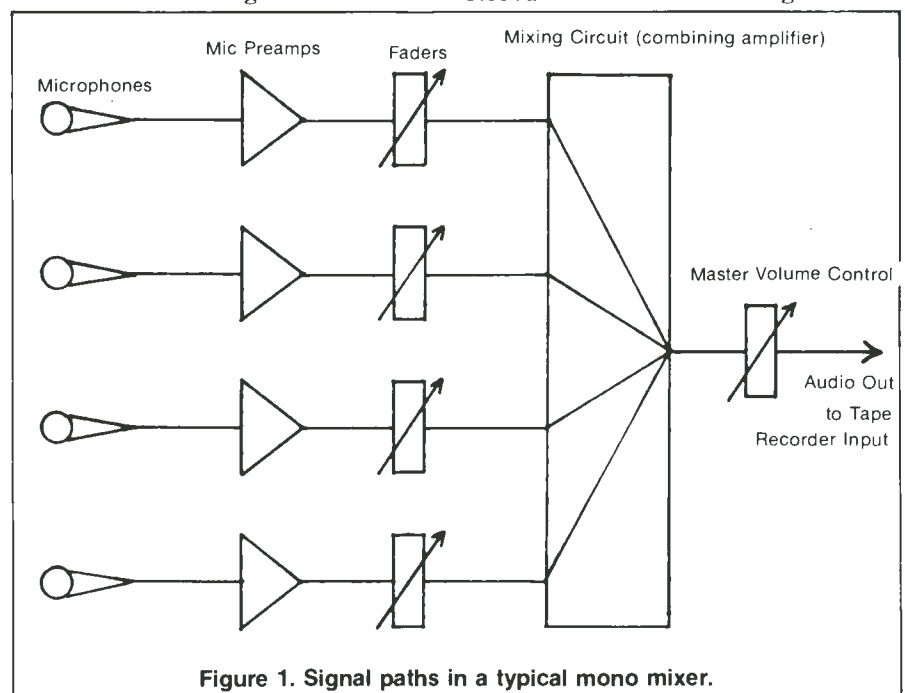 Mixing Circuit (combining amplifier)
Mic Preamps
Faders
Microphones
Master Volume Control
Audio Out
to Tape
Recorder Input
Figure 1. Signal paths in a typical mono mixer.